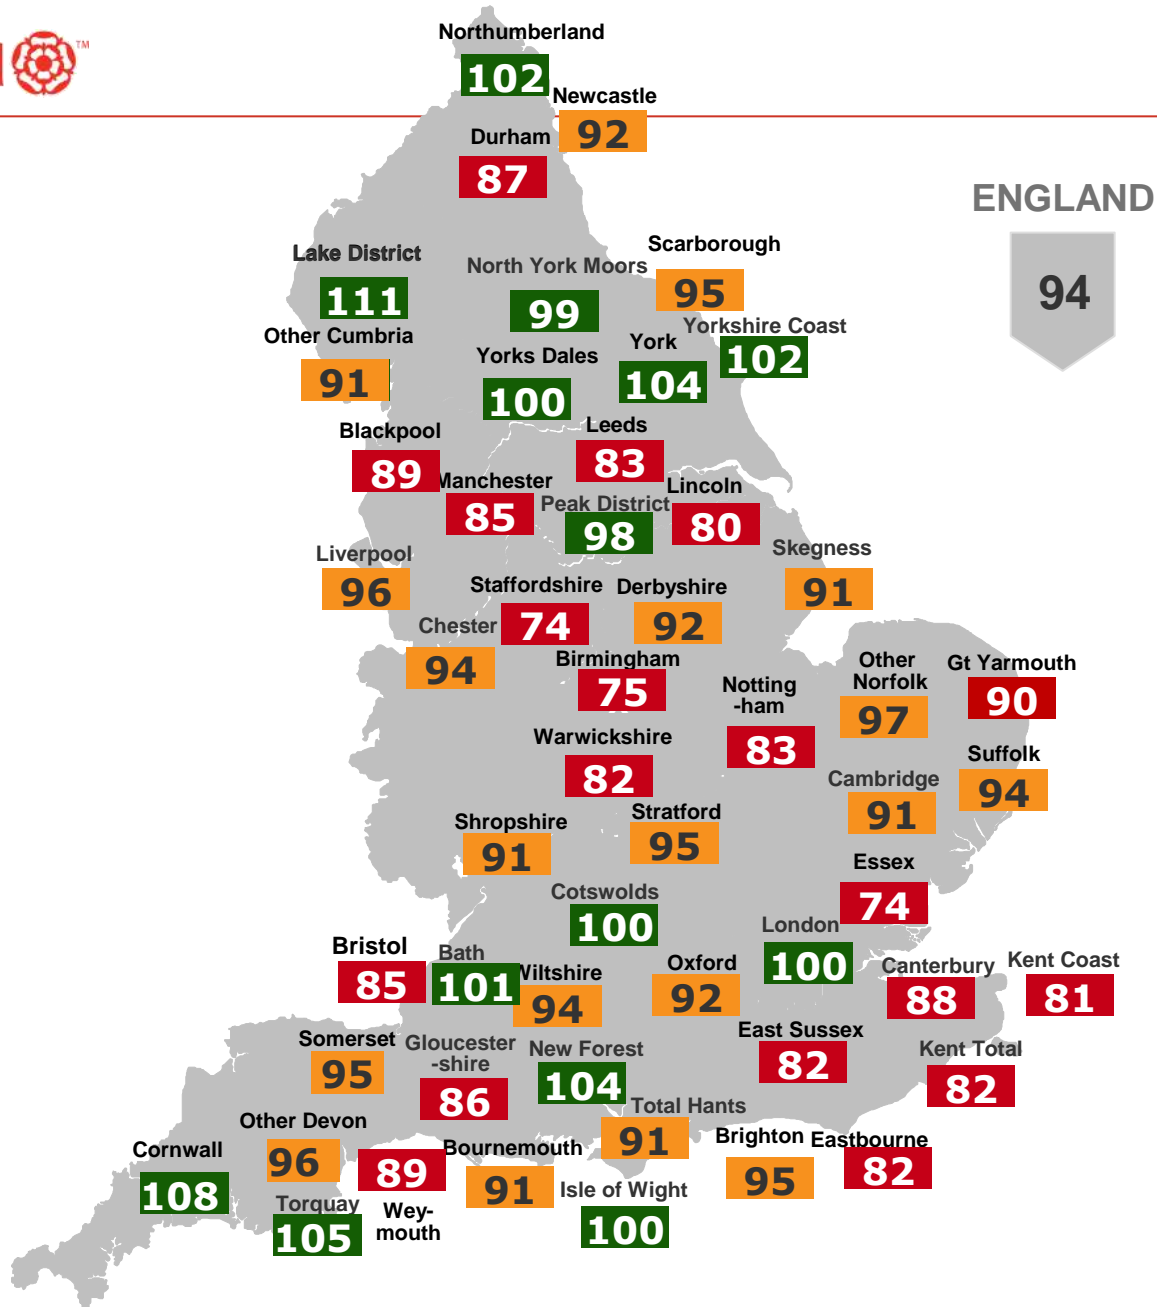 ™
Northumberland
102
Newcastle
92
Durham
87
ENGLAND
94
Lake District
111
North York Moors
99
Scarborough
95
Yorkshire Coast
102
Other Cumbria
91
Yorks Dales
100
York
104
Blackpool
89
Leeds
83
Manchester
85
Peak District
98
Lincoln
80
Liverpool
96
Skegness
91
Staffordshire
74
Derbyshire
92
Chester
94
Birmingham
75
Notting
-ham
83
Other
Norfolk
97
Gt Yarmouth
90
Warwickshire
82
Suffolk
94
Cambridge
91
Shropshire
91
Stratford
95
Essex
74
Cotswolds
100
London
100
Bristol
85
Bath
101
Wiltshire
94
Oxford
92
Canterbury
88
Kent Coast
81
Somerset
95
Gloucester
-shire
86
New Forest
104
East Sussex
82
Kent Total
82
Total Hants
91
Other Devon
96
Cornwall
108
Torquay
105
89
Wey-
mouth
Bournemouth
91
Isle of Wight
100
Brighton
95
Eastbourne
82